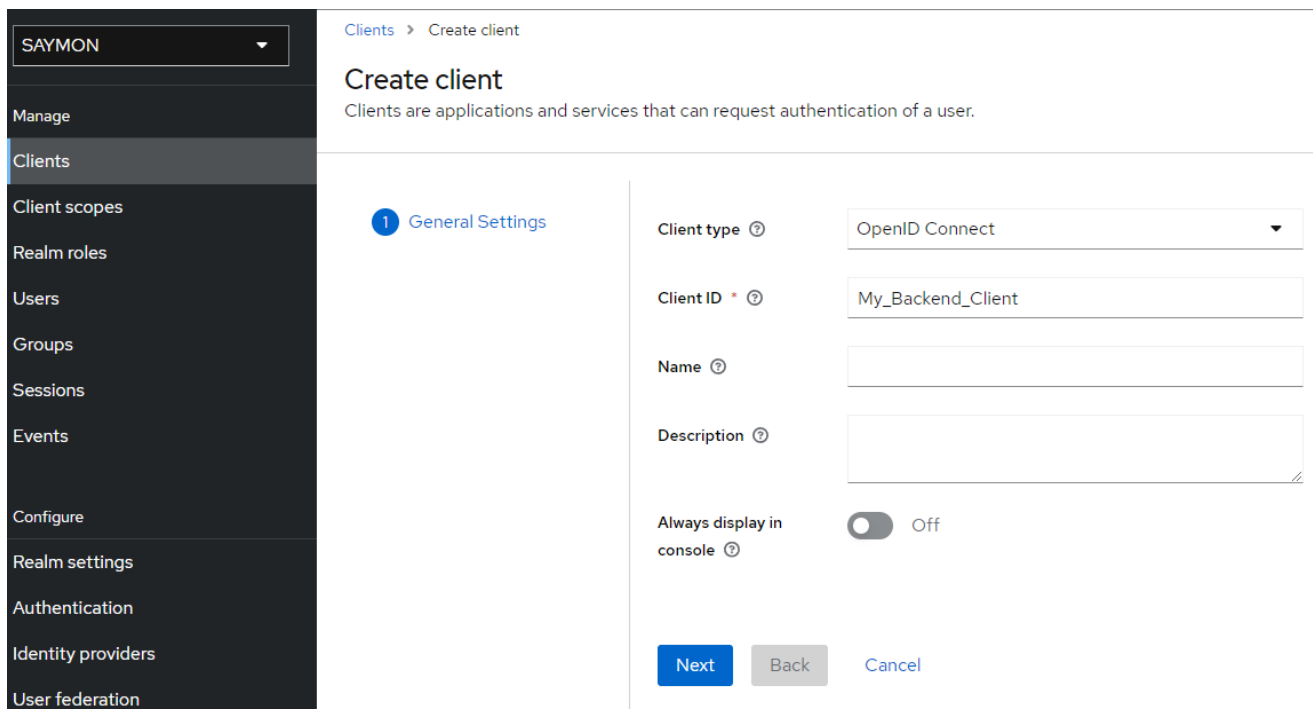 SAYMON
Manage
Clients
Client scopes
Realm roles
Users
Groups
Sessions
Events
Configure
Realm settings
Authentication
Identity providers
User federation
Clients > Create client
Create client
Clients are applications and services that can request authentication of a user.
1 General Settings
Client type ? OpenID Connect
Client ID * ? My_Backend_Client
Name ?
Description ?
Always display in
console ?
Off
Next Back Cancel